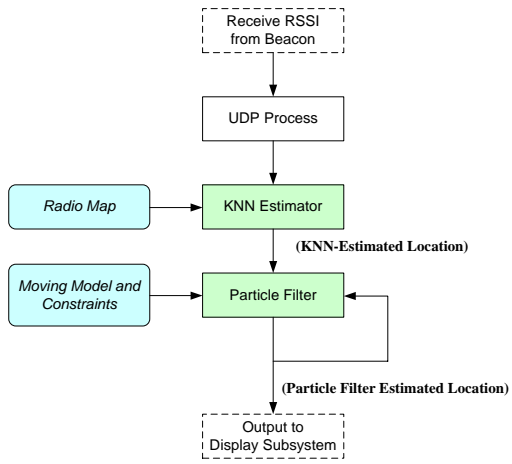 Receive RSSI
from Beacon
UDP Process
Radio Map
KNN Estimator
(KNN-Estimated Location)
Moving Model and
Constraints
Particle Filter
(Particle Filter Estimated Location)
Output to
Display Subsystem